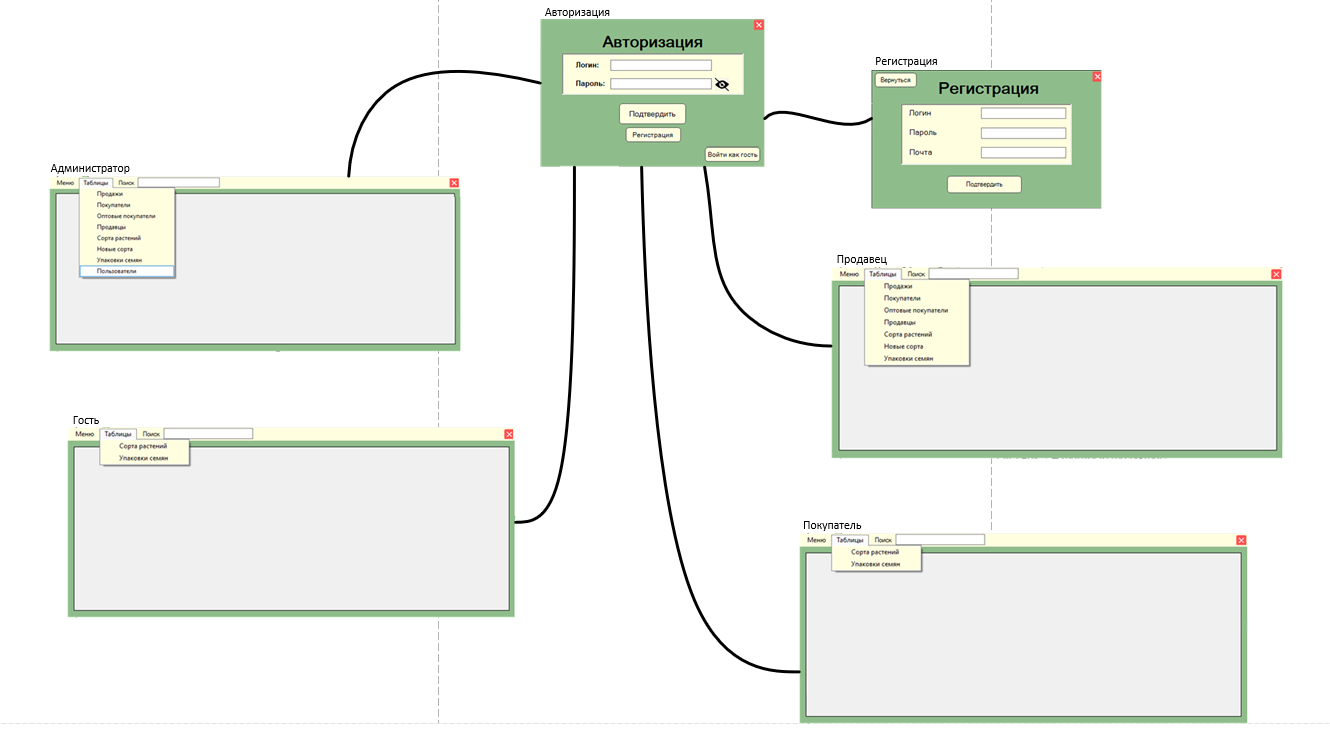 Авторизация
Авторизация
Логин:
Пароль:
Подтвердить
Регистрация
Войти как гость
Регистрация
Вернуться
Регистрация
Логин
Пароль
Почта
Подтвердить
Администратор
Меню Таблицы Поиск
Продажи
Покупатели
Оптовые покупатели
Продавцы
Сорта растений
Новые сорта
Упаковки семян
Пользователи
Продавец
Меню Таблицы Поиск
Продажи
Покупатели
Оптовые покупатели
Продавцы
Сорта растений
Новые сорта
Упаковки семян
Гость
Меню Таблицы Поиск
Сорта растений
Упаковки семян
Покупатель
Меню Таблицы Поиск
Сорта растений
Упаковки семян